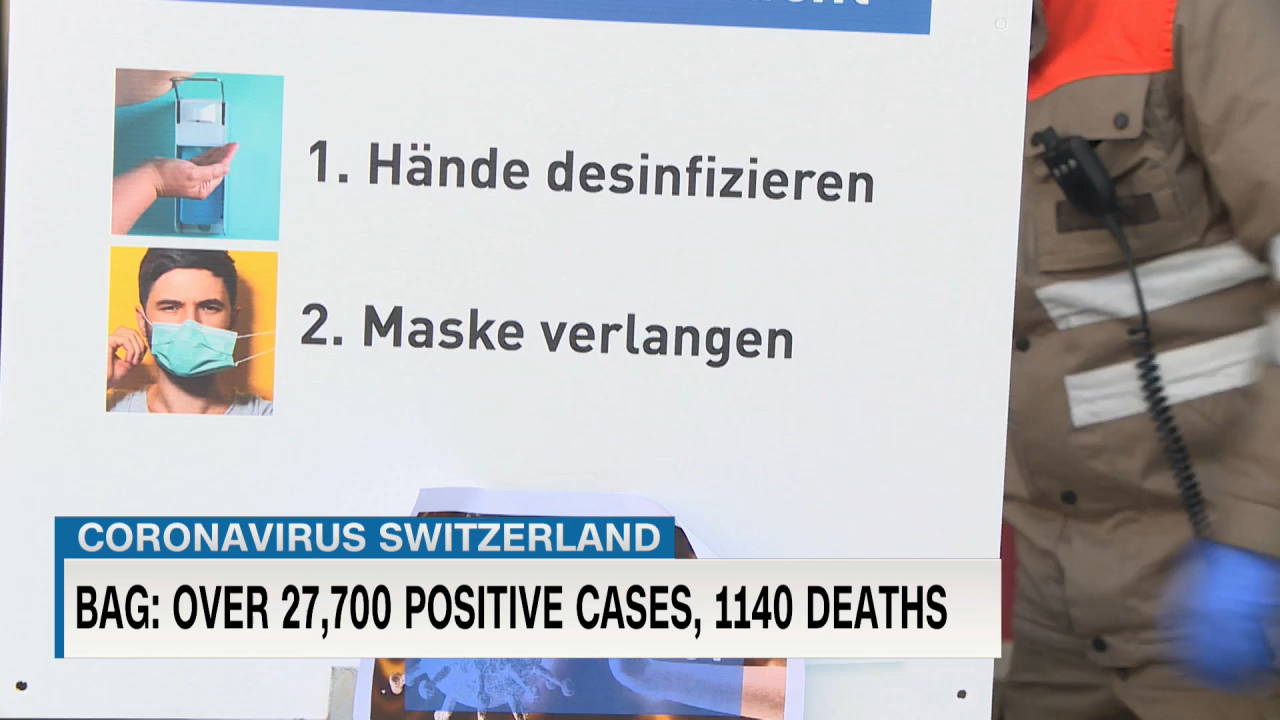 1. Hände desinfizieren
2. Maske verlangen
CORONAVIRUS SWITZERLAND
BAG: OVER 27,700 POSITIVE CASES, 1140 DEATHS